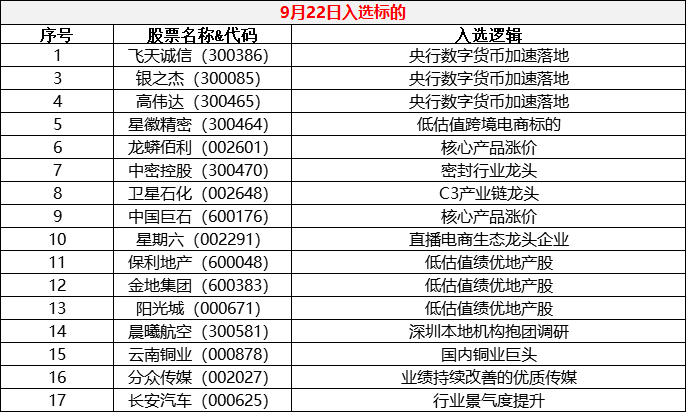 9月22日入选标的
序号 股票名称&代码 入选逻辑
1 飞天诚信（300386） 央行数字货币加速落地
3 银之杰（300085） 央行数字货币加速落地
4 高伟达（300465） 央行数字货币加速落地
5 星徽精密（300464） 低估值跨境电商标的
6 龙蟒佰利（002601） 核心产品涨价
7 中密控股（300470） 密封行业龙头
8 卫星石化（002648） C3产业链龙头
9 中国巨石（600176） 核心产品涨价
10 星期六（002291） 直播电商生态龙头企业
11 保利地产（600048） 低估值绩优地产股
12 金地集团（600383） 低估值绩优地产股
13 阳光城（000671） 低估值绩优地产股
14 晨曦航空（300581） 深圳本地机构抱团调研
15 云南铜业（000878） 国内铜业巨头
16 分众传媒（002027） 业绩持续改善的优质传媒
17 长安汽车（000625） 行业景气度提升